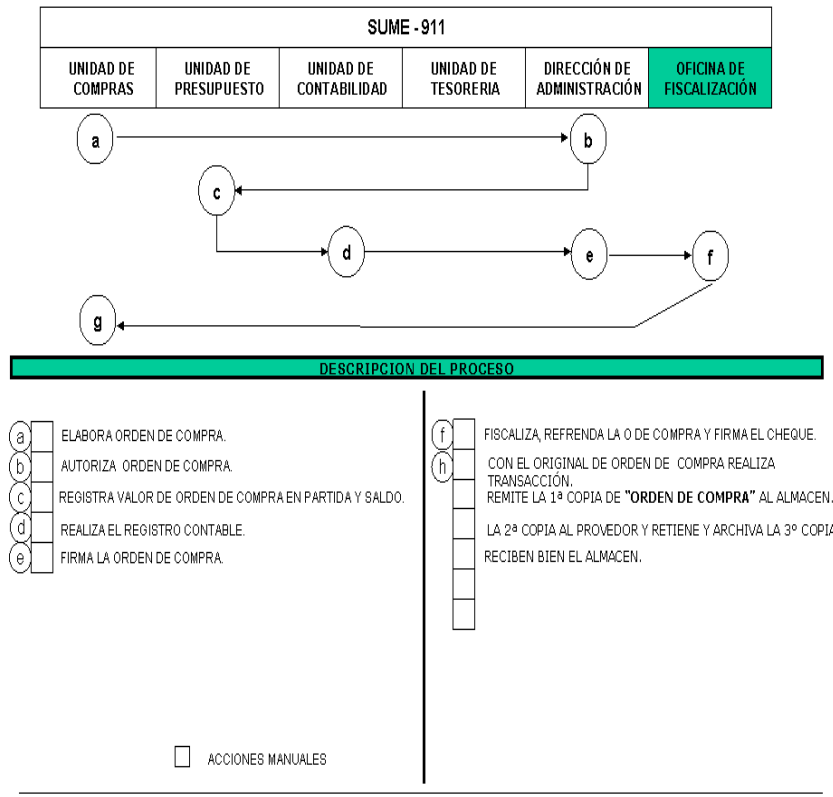 SUME - 911
UNIDAD DE COMPRAS
UNIDAD DE PRESUPUESTO
UNIDAD DE CONTABILIDAD
UNIDAD DE TESORERIA
DIRECCIÓN DE ADMINISTRACIÓN
OFICINA DE FISCALIZACIÓN
a
b
c
d
e
f
g
DESCRIPCION DEL PROCESO
a ELABORA ORDEN DE COMPRA.
b AUTORIZA ORDEN DE COMPRA.
c REGISTRA VALOR DE ORDEN DE COMPRA EN PARTIDA Y SALDO.
d REALIZA EL REGISTRO CONTABLE.
e FIRMA LA ORDEN DE COMPRA.
f FISCALIZA, REFRENDA LA O DE COMPRA Y FIRMA EL CHEQUE.
h CON EL ORIGINAL DE ORDEN DE COMPRA REALIZA
TRANSACCIÓN.
REMITE LA 1ª COPIA DE "ORDEN DE COMPRA" AL ALMACEN.
LA 2ª COPIA AL PROVEDOR Y RETIENE Y ARCHIVA LA 3º COPIA
RECIBEN BIEN EL ALMACEN.
ACCIONES MANUALES